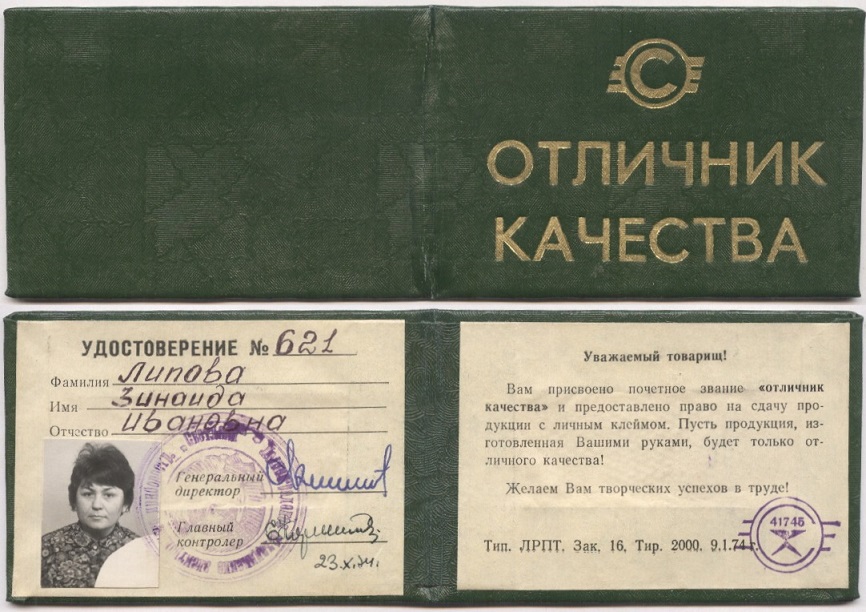 С
ОТЛИЧНИК
КАЧЕСТВА
УДОСТОВЕРЕНИЕ № 621
Фамилия Липова
Имя Зинаида
Отчество Ивановна
Генеральный
директор
Главный
контролер
23.XI.74.
Уважаемый товарищ!
Вам присвоено почетное звание «отличник
качества» и предоставлено право на сдачу про-
дукции с личным клеймом. Пусть продукция, из-
готовленная Вашими руками, будет только от-
личного качества!
Желаем Вам творческих успехов в труде!
41745
Тип. ЛРПТ. Зак. 16. Тир. 2000. 9.1.74 г.